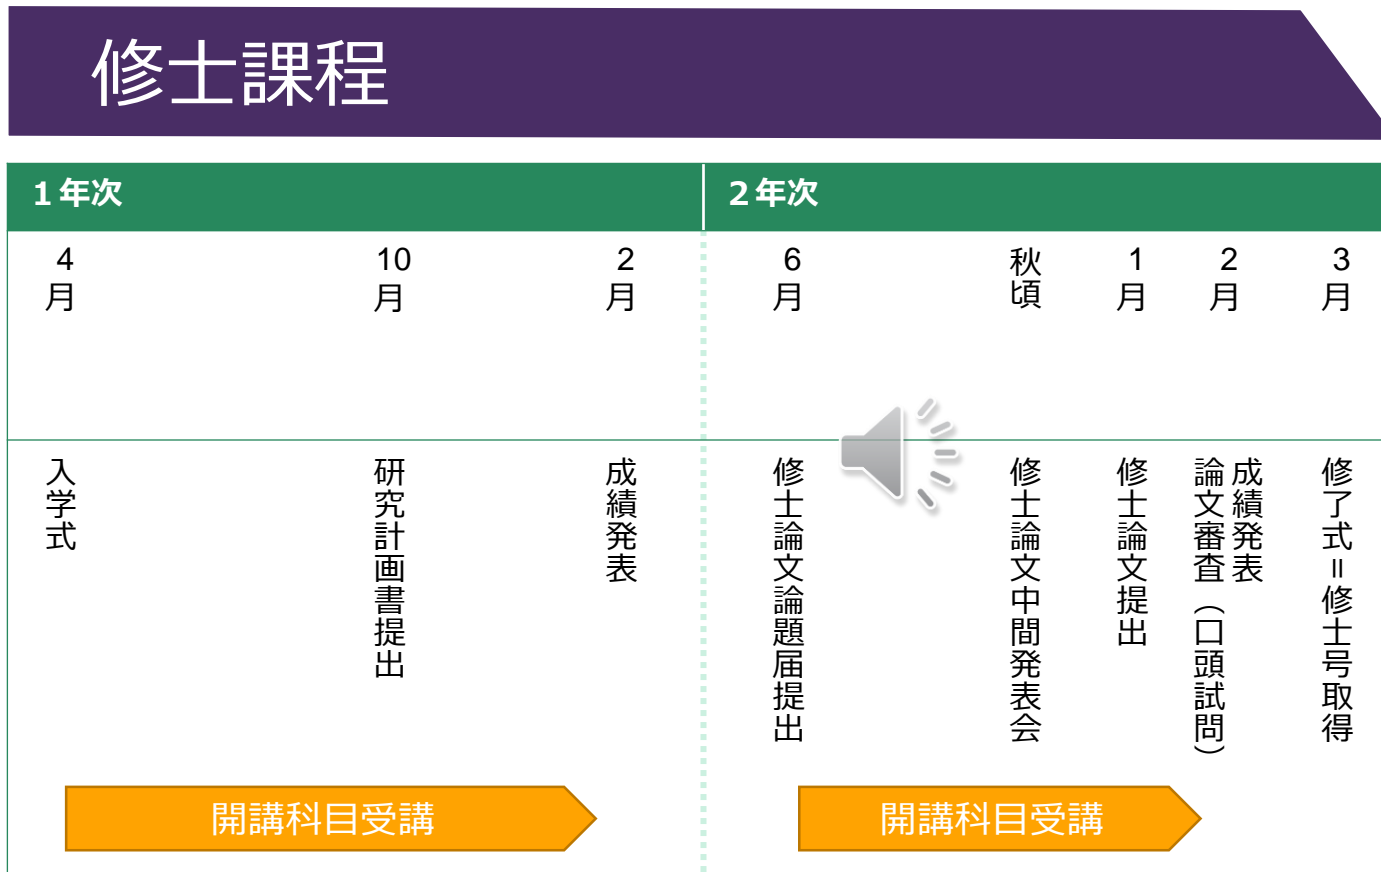 修士課程
１年次
２年次
4月
10月
2月
6月
秋頃
1月
2月
3月
入学式
研究計画書提出
成績発表
修士論文論題届提出
修士論文中間発表会
修士論文提出
成績発表
論文審査（口頭試問）
修了式＝修士号取得
開講科目受講
開講科目受講